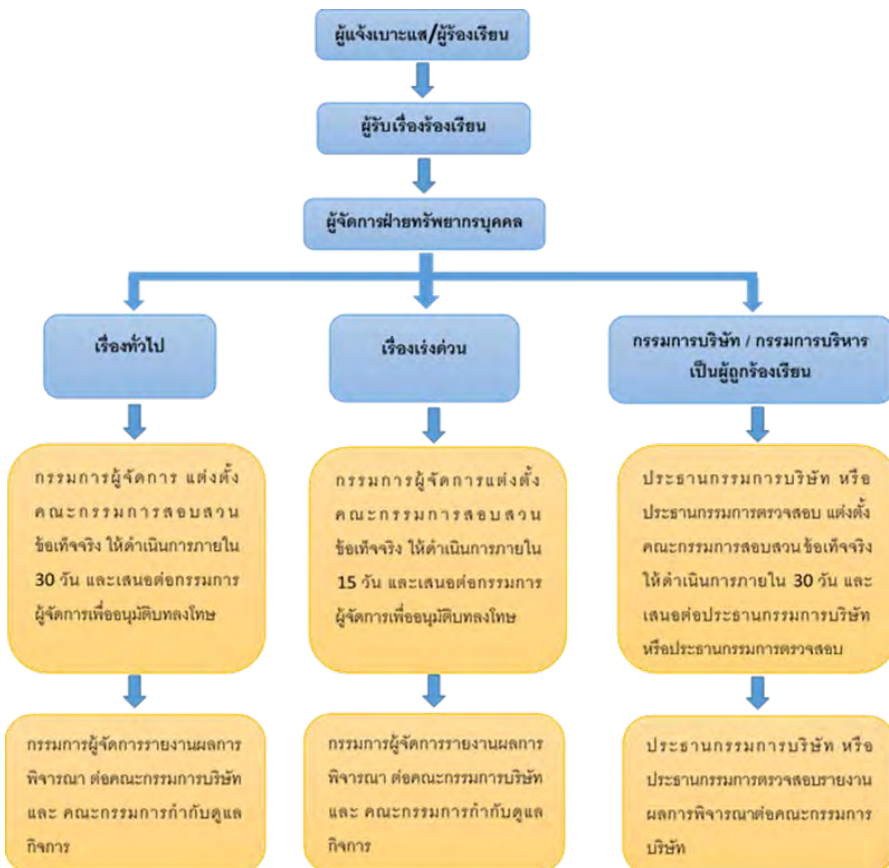 ผู้แจ้งเบาะแส/ผู้ร้องเรียน
ผู้รับเรื่องร้องเรียน
ผู้จัดการฝ่ายทรัพยากรบุคคล
เรื่องทั่วไป
เรื่องเร่งด่วน
กรรมการบริษัท / กรรมการบริหาร
เป็นผู้ถูกร้องเรียน
กรรมการผู้จัดการ แต่งตั้ง
คณะกรรมการสอบสวน
ข้อเท็จจริง ให้ดำเนินการภายใน
30 วัน และเสนอต่อกรรมการ
ผู้จัดการเพื่ออนุมัติบทลงโทษ
กรรมการผู้จัดการแต่งตั้ง
คณะกรรมการสอบสวน
ข้อเท็จจริง ให้ดำเนินการภายใน
15 วัน และเสนอต่อกรรมการ
ผู้จัดการเพื่ออนุมัติบทลงโทษ
ประธานกรรมการบริษัท หรือ
ประธานกรรมการตรวจสอบ แต่งตั้ง
คณะกรรมการสอบสวน ข้อเท็จจริง
ให้ดำเนินการภายใน 30 วัน และ
เสนอต่อประธานกรรมการบริษัท
หรือประธานกรรมการตรวจสอบ
กรรมการผู้จัดการรายงานผลการ
พิจารณา ต่อคณะกรรมการบริษัท
และ คณะกรรมการกำกับดูแล
กิจการ
กรรมการผู้จัดการรายงานผลการ
พิจารณา ต่อคณะกรรมการบริษัท
และ คณะกรรมการกำกับดูแล
กิจการ
ประธานกรรมการบริษัท หรือ
ประธานกรรมการตรวจสอบรายงาน
ผลการพิจารณาต่อคณะกรรมการ
บริษัท